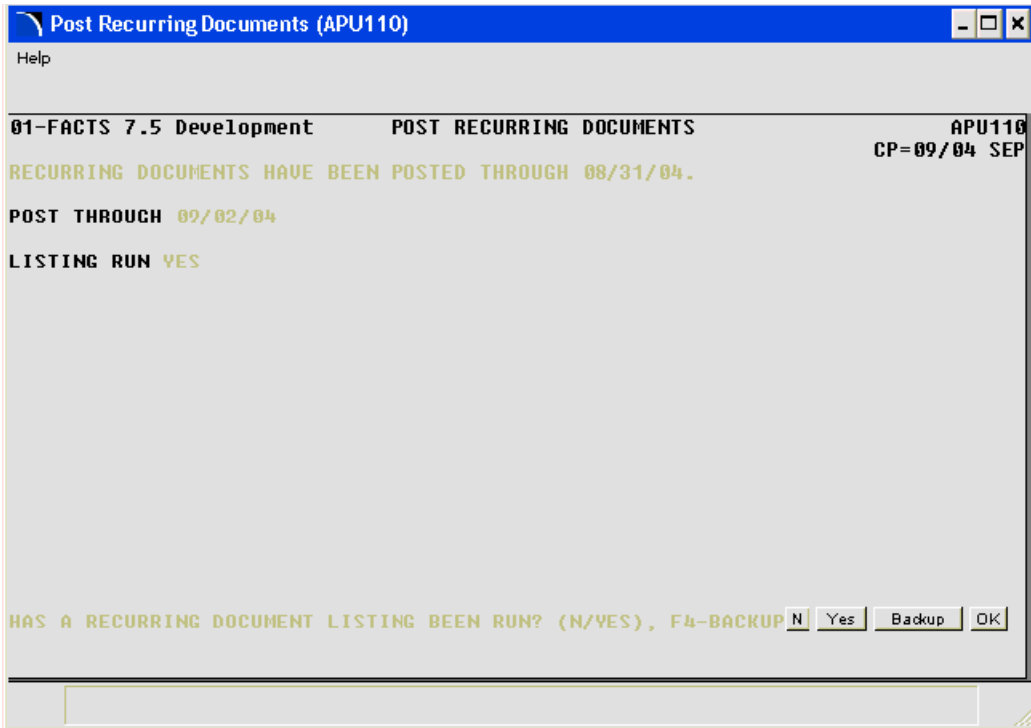 Post Recurring Documents (APU110)
Help
01-FACTS 7.5 Development POST RECURRING DOCUMENTS APU110
CP=09/04 SEP
RECURRING DOCUMENTS HAVE BEEN POSTED THROUGH 08/31/04.
POST THROUGH 09/02/04
LISTING RUN YES
HAS A RECURRING DOCUMENT LISTING BEEN RUN? (N/YES), F4-BACKUP N Yes Backup OK